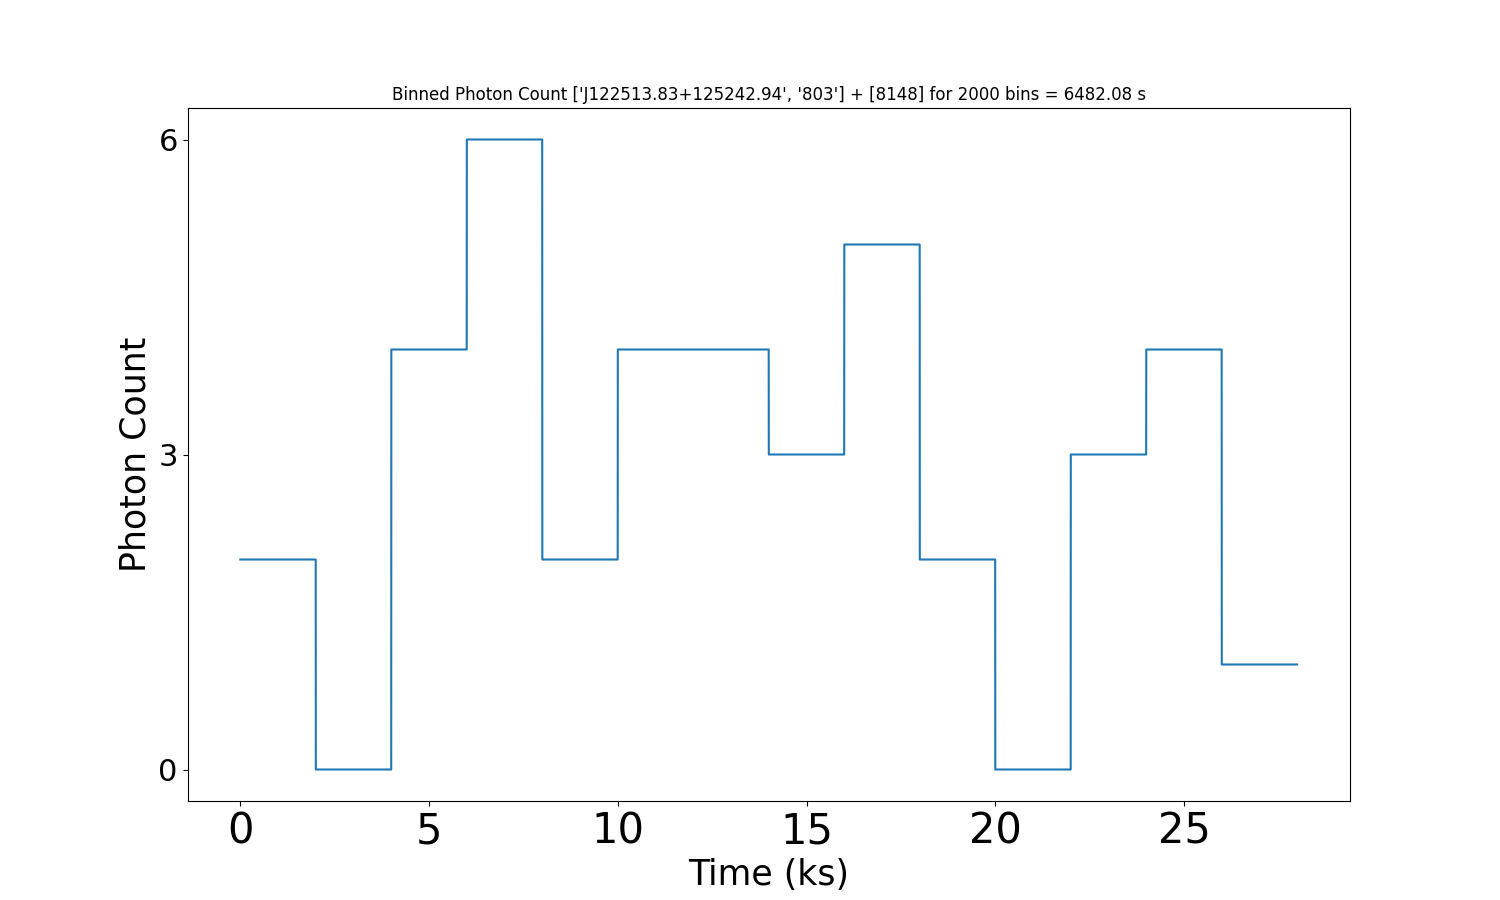 Binned Photon Count ['J122513.83+125242.94', '803'] + [8148] for 2000 bins = 6482.08 s
6
3
0
Photon Count
0 5 10 15 20 25
Time (ks)